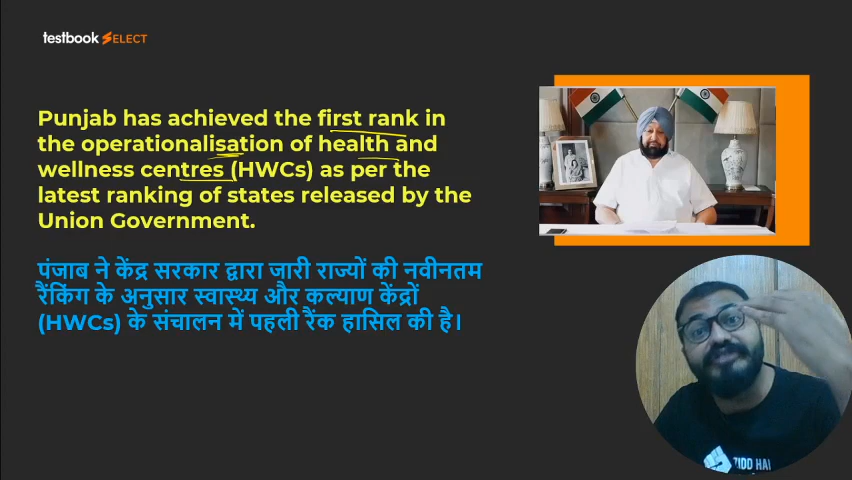 testbook SELECT
Punjab has achieved the first rank in
the operationalisation of health and
wellness centres (HWCs) as per the
latest ranking of states released by the
Union Government.
पंजाब ने केंद्र सरकार द्वारा जारी राज्यों की नवीनतम
रैंकिंग के अनुसार स्वास्थ्य और कल्याण केंद्रों
(HWCs) के संचालन में पहली रैंक हासिल की है।
ZIDD HAI